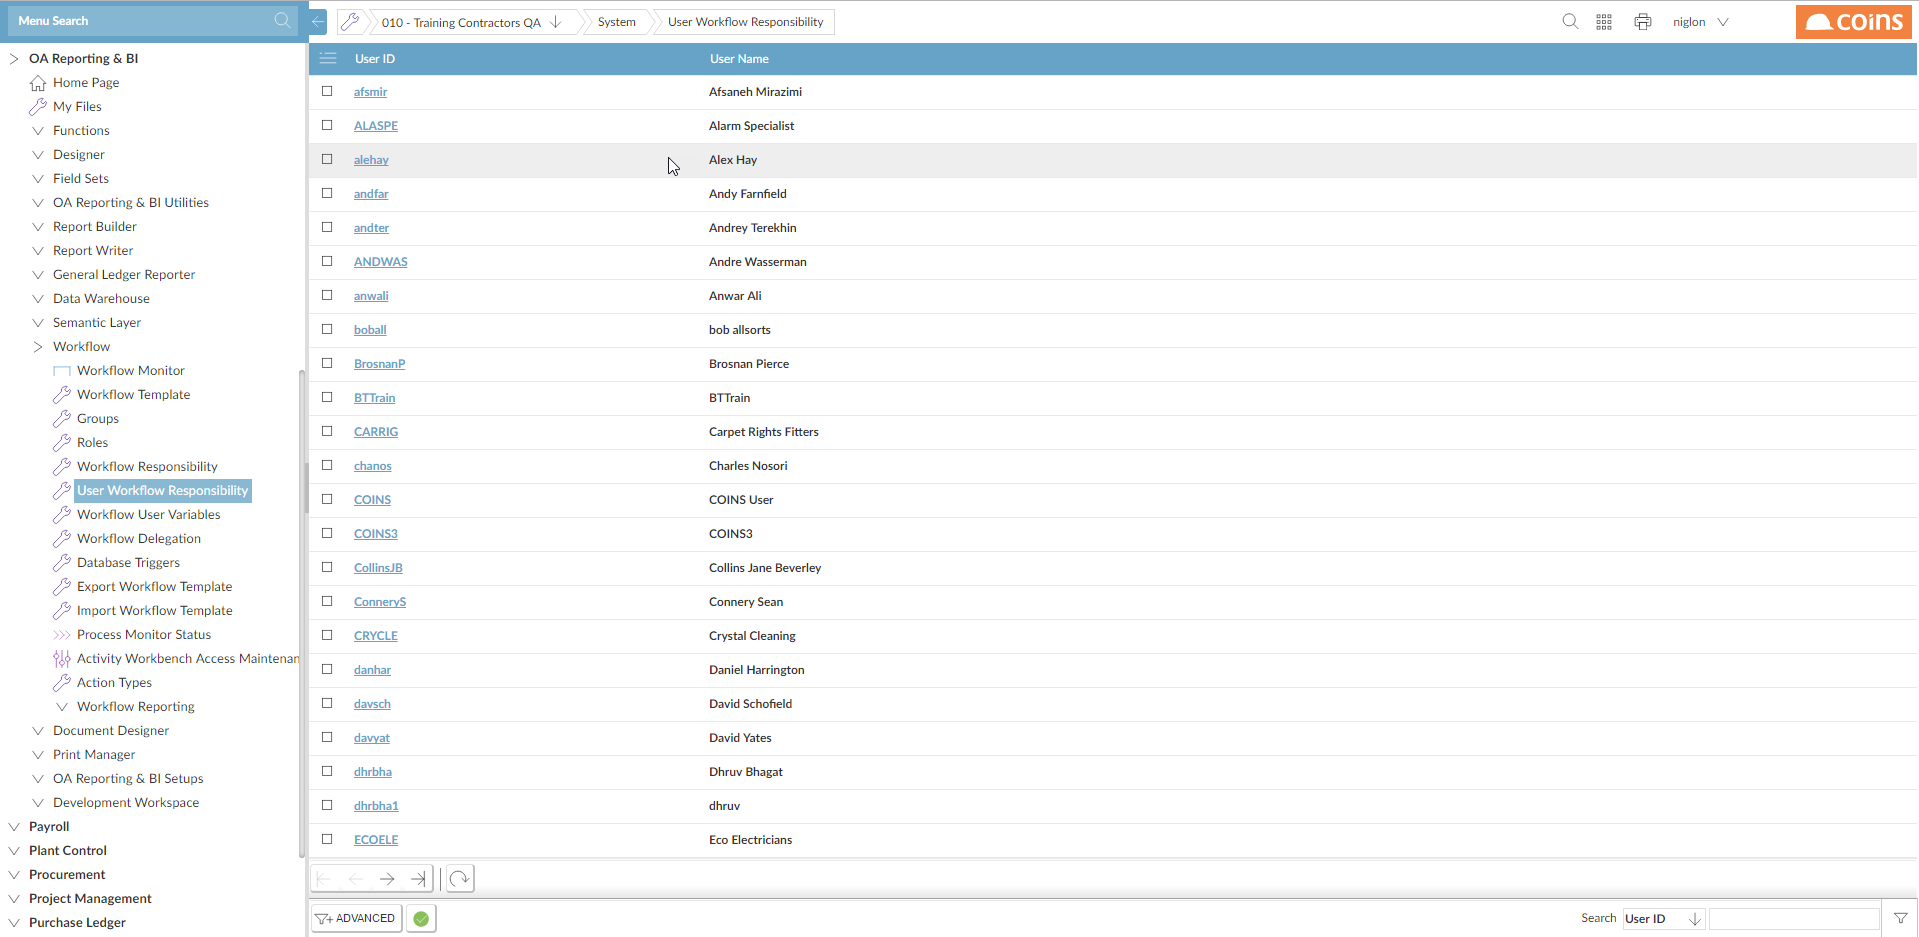 Menu Search
010 - Training Contractors QA
System
User Workflow Responsibility
niglon
coins
OA Reporting & BI
Home Page
My Files
Functions
Designer
Field Sets
OA Reporting & BI Utilities
Report Builder
Report Writer
General Ledger Reporter
Data Warehouse
Semantic Layer
Workflow
Workflow Monitor
Workflow Template
Groups
Roles
Workflow Responsibility
User Workflow Responsibility
Workflow User Variables
Workflow Delegation
Database Triggers
Export Workflow Template
Import Workflow Template
Process Monitor Status
Activity Workbench Access Maintenan
Action Types
Workflow Reporting
Document Designer
Print Manager
OA Reporting & BI Setups
Development Workspace
Payroll
Plant Control
Procurement
Project Management
Purchase Ledger
User ID User Name
afsmir Afsaneh Mirazimi
ALASPE Alarm Specialist
alehay Alex Hay
andfar Andy Farnfield
andter Andrey Terekhin
ANDWAS Andre Wasserman
anwali Anwar Ali
boball bob allsorts
BrosnanP Brosnan Pierce
BTTrain BTTrain
CARRIG Carpet Rights Fitters
chanos Charles Nosori
COINS COINS User
COINS3 COINS3
CollinsJB Collins Jane Beverley
ConneryS Connery Sean
CRYCLE Crystal Cleaning
danhar Daniel Harrington
davsch David Schofield
davyat David Yates
dhrbha Dhruv Bhagat
dhrbha1 dhruv
ECOELE Eco Electricians
ADVANCED
Search User ID